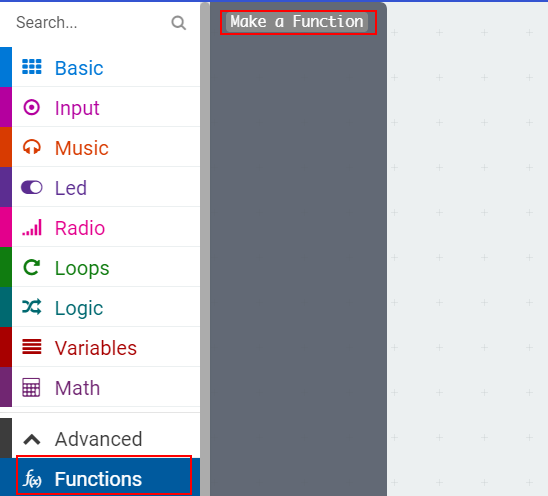 Search...
Make a Function
Basic
Input
Music
Led
Radio
Loops
Logic
Variables
Math
Advanced
f(x) Functions